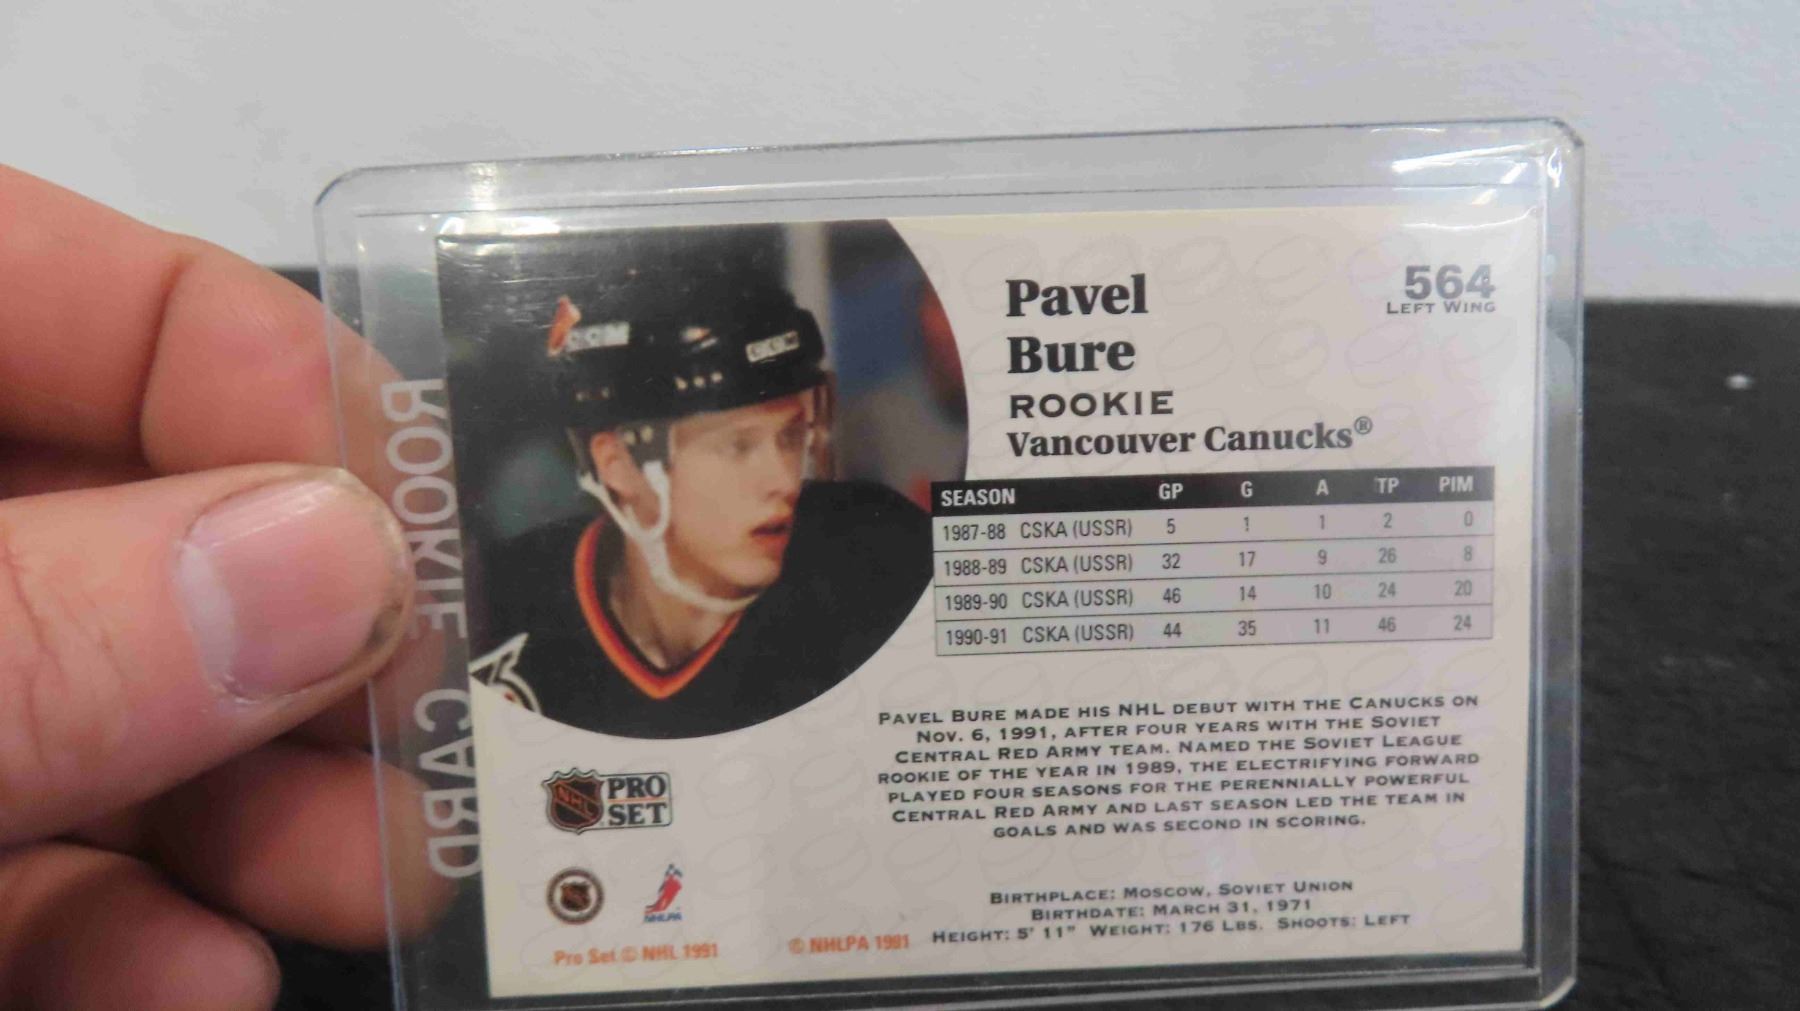 Pavel
Bure
ROOKIE
Vancouver Canucks®
564
LEFT WING
SEASON GP G A TP PIM
1987-88 CSKA (USSR) 5 1 1 2 0
1988-89 CSKA (USSR) 32 17 9 26 8
1989-90 CSKA (USSR) 46 14 10 24 20
1990-91 CSKA (USSR) 44 35 11 46 24
PAVEL BURE MADE HIS NHL DEBUT WITH THE CANUCKS ON
NOV. 6, 1991, AFTER FOUR YEARS WITH THE SOVIET
CENTRAL RED ARMY TEAM. NAMED THE SOVIET LEAGUE
ROOKIE OF THE YEAR IN 1989, THE ELECTRIFYING FORWARD
PLAYED FOUR SEASONS FOR THE PERENNIALLY POWERFUL
CENTRAL RED ARMY AND LAST SEASON LED THE TEAM IN
GOALS AND WAS SECOND IN SCORING.
BIRTHPLACE: MOSCOW, SOVIET UNION
BIRTHDATE: MARCH 31, 1971
HEIGHT: 5' 11" WEIGHT: 176 LBS. SHOOTS: LEFT
CCM
CCM
NHL
PRO
SET
NHLPA
Pro Set © NHL 1991
© NHLPA 1991
ROOKIE CARD